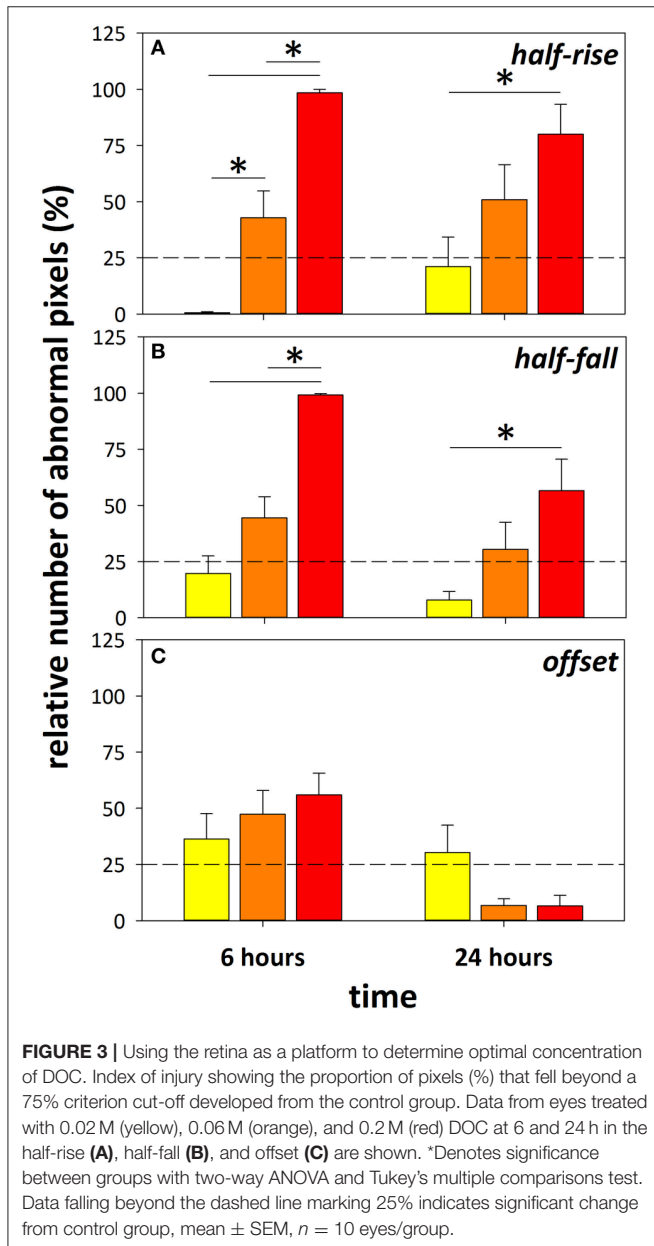 relative number of abnormal pixels (%)
A
half-rise
125
100
75
50
25
0
*
*
*
B
half-fall
125
100
75
50
25
0
*
*
C
offset
125
100
75
50
25
0
6 hours
24 hours
time
FIGURE 3 | Using the retina as a platform to determine optimal concentration
of DOC. Index of injury showing the proportion of pixels (%) that fell beyond a
75% criterion cut-off developed from the control group. Data from eyes treated
with 0.02 M (yellow), 0.06 M (orange), and 0.2 M (red) DOC at 6 and 24 h in the
half-rise (A), half-fall (B), and offset (C) are shown. *Denotes significance
between groups with two-way ANOVA and Tukey's multiple comparisons test.
Data falling beyond the dashed line marking 25% indicates significant change
from control group, mean ± SEM, n = 10 eyes/group.